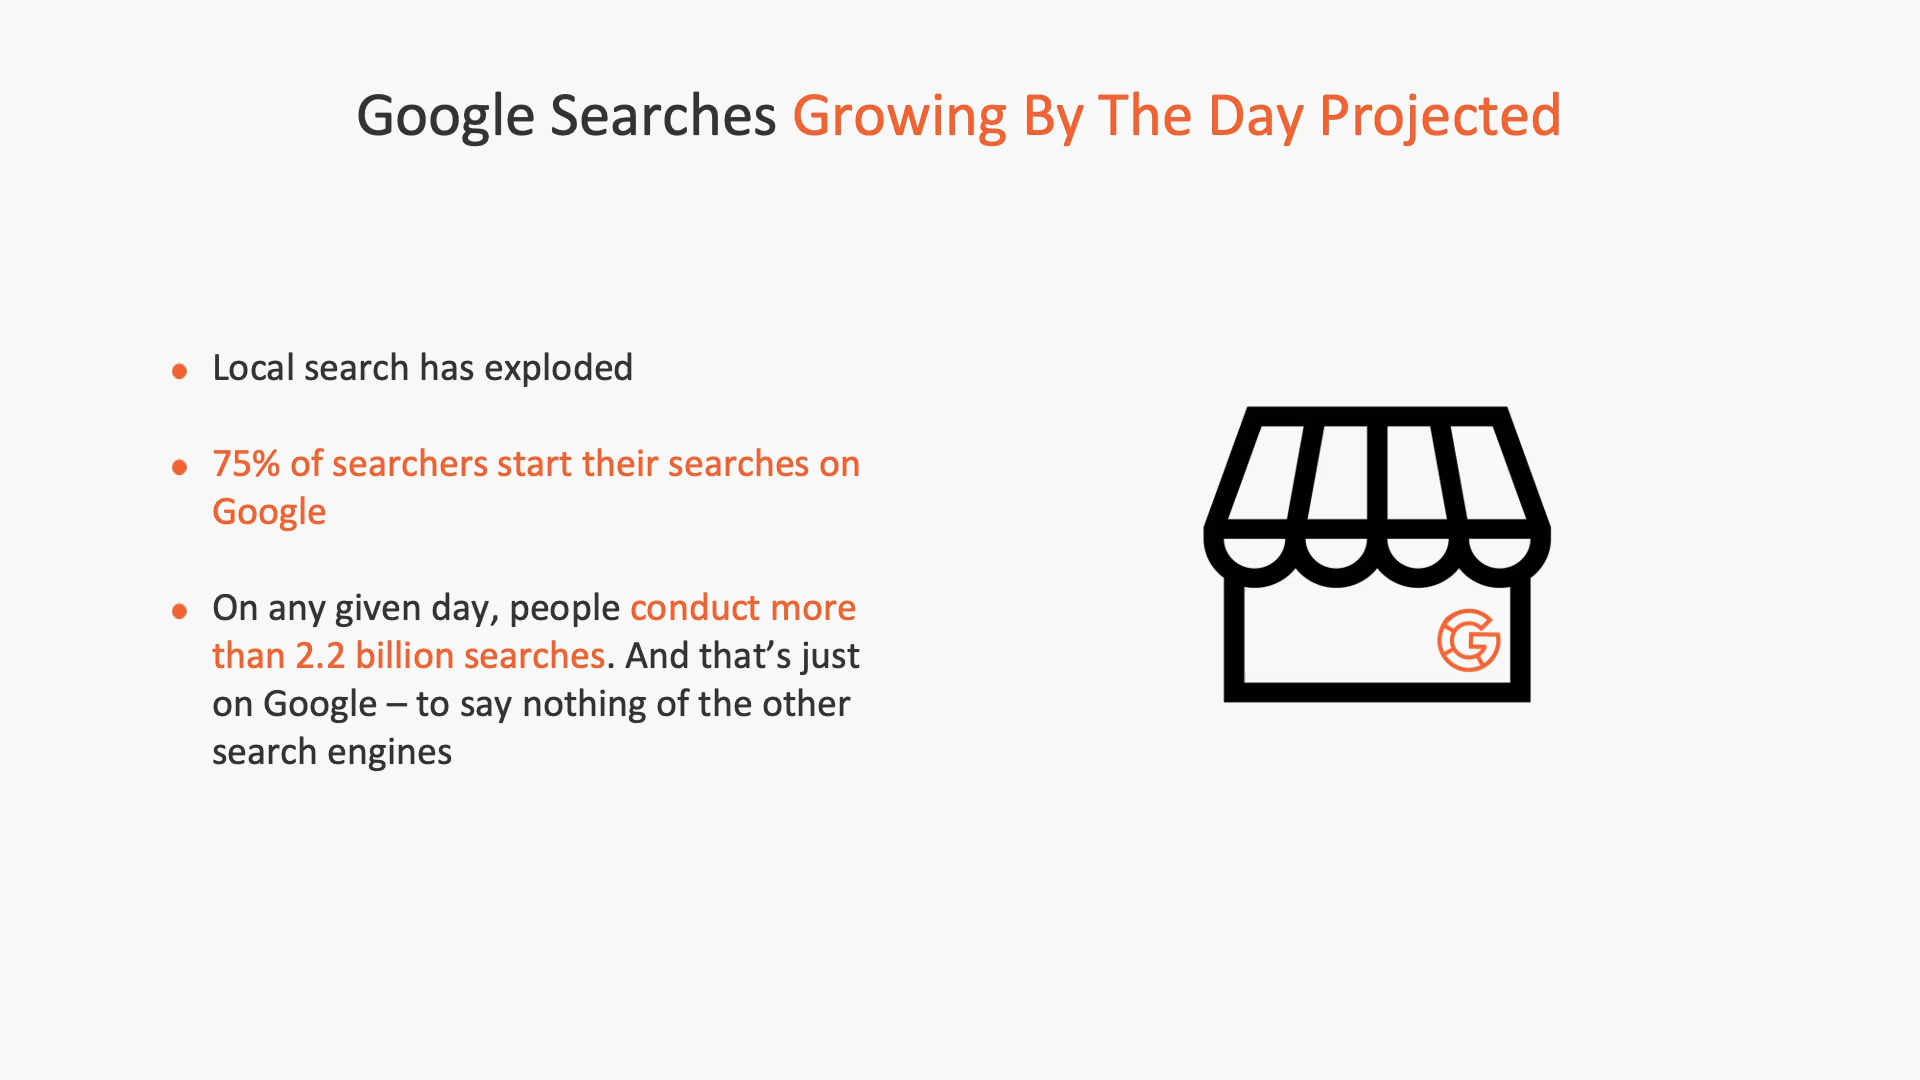 Google Searches Growing By The Day Projected
Local search has exploded
75% of searchers start their searches on
Google
On any given day, people conduct more
than 2.2 billion searches. And that’s just
on Google – to say nothing of the other
search engines
G